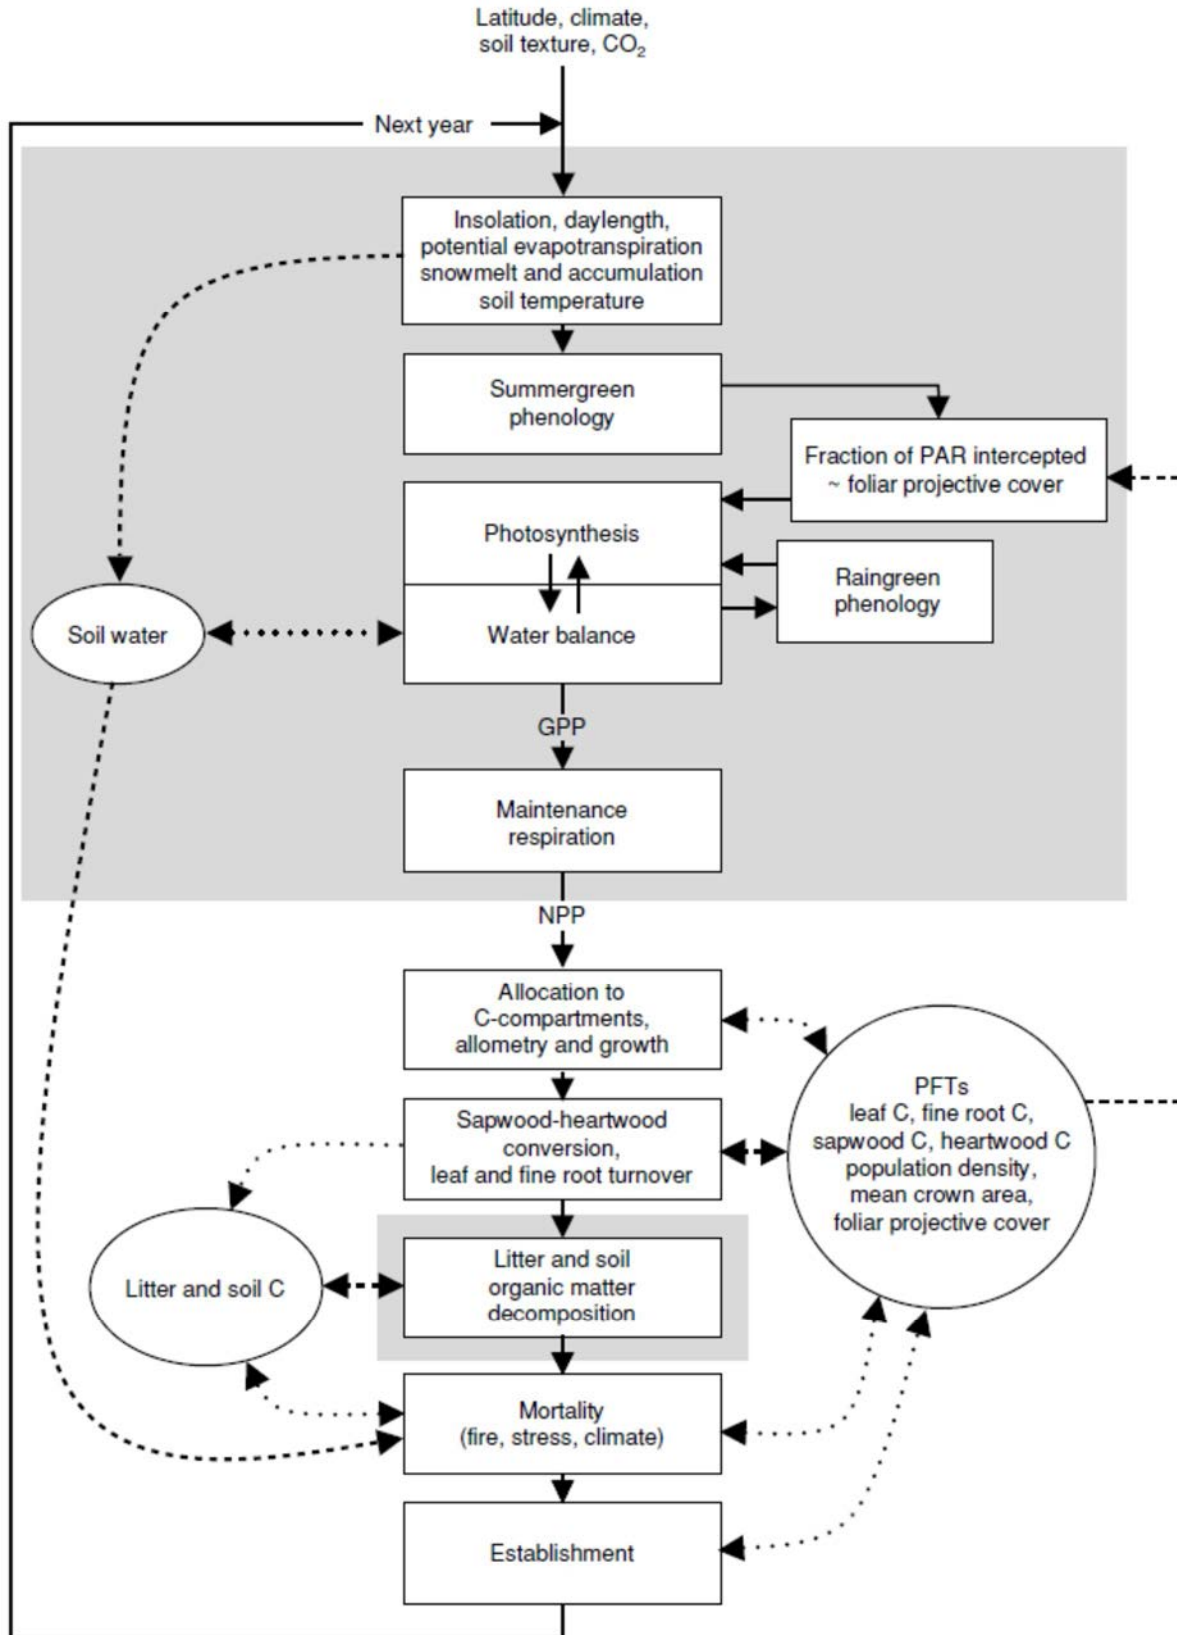 Latitude, climate,
soil texture, CO₂
Next year
Insolation, daylength,
potential evapotranspiration
snowmelt and accumulation
soil temperature
Summergreen
phenology
Fraction of PAR intercepted
~ foliar projective cover
Photosynthesis
Raingreen
phenology
Soil water
Water balance
GPP
Maintenance
respiration
NPP
Allocation to
C-compartments,
allometry and growth
PFTs
leaf C, fine root C,
sapwood C, heartwood C
population density,
mean crown area,
foliar projective cover
Sapwood-heartwood
conversion,
leaf and fine root turnover
Litter and soil C
Litter and soil
organic matter
decomposition
Mortality
(fire, stress, climate)
Establishment